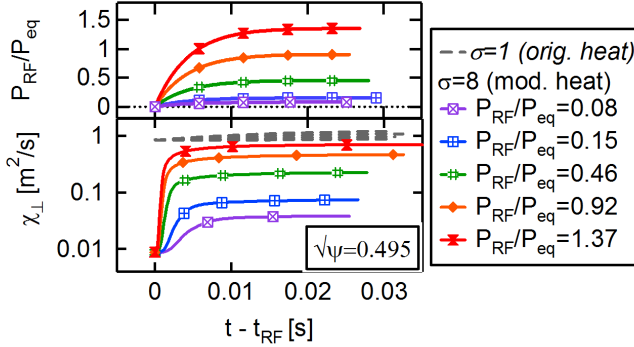 P_RF/P_eq
1.5
1
0.5
0
χ⊥ [m²/s]
1
0.1
0.01
√ψ=0.495
0 0.01 0.02 0.03
t - t_RF [s]
σ=1 (orig. heat)
σ=8 (mod. heat)
P_RF/P_eq=0.08
P_RF/P_eq=0.15
P_RF/P_eq=0.46
P_RF/P_eq=0.92
P_RF/P_eq=1.37